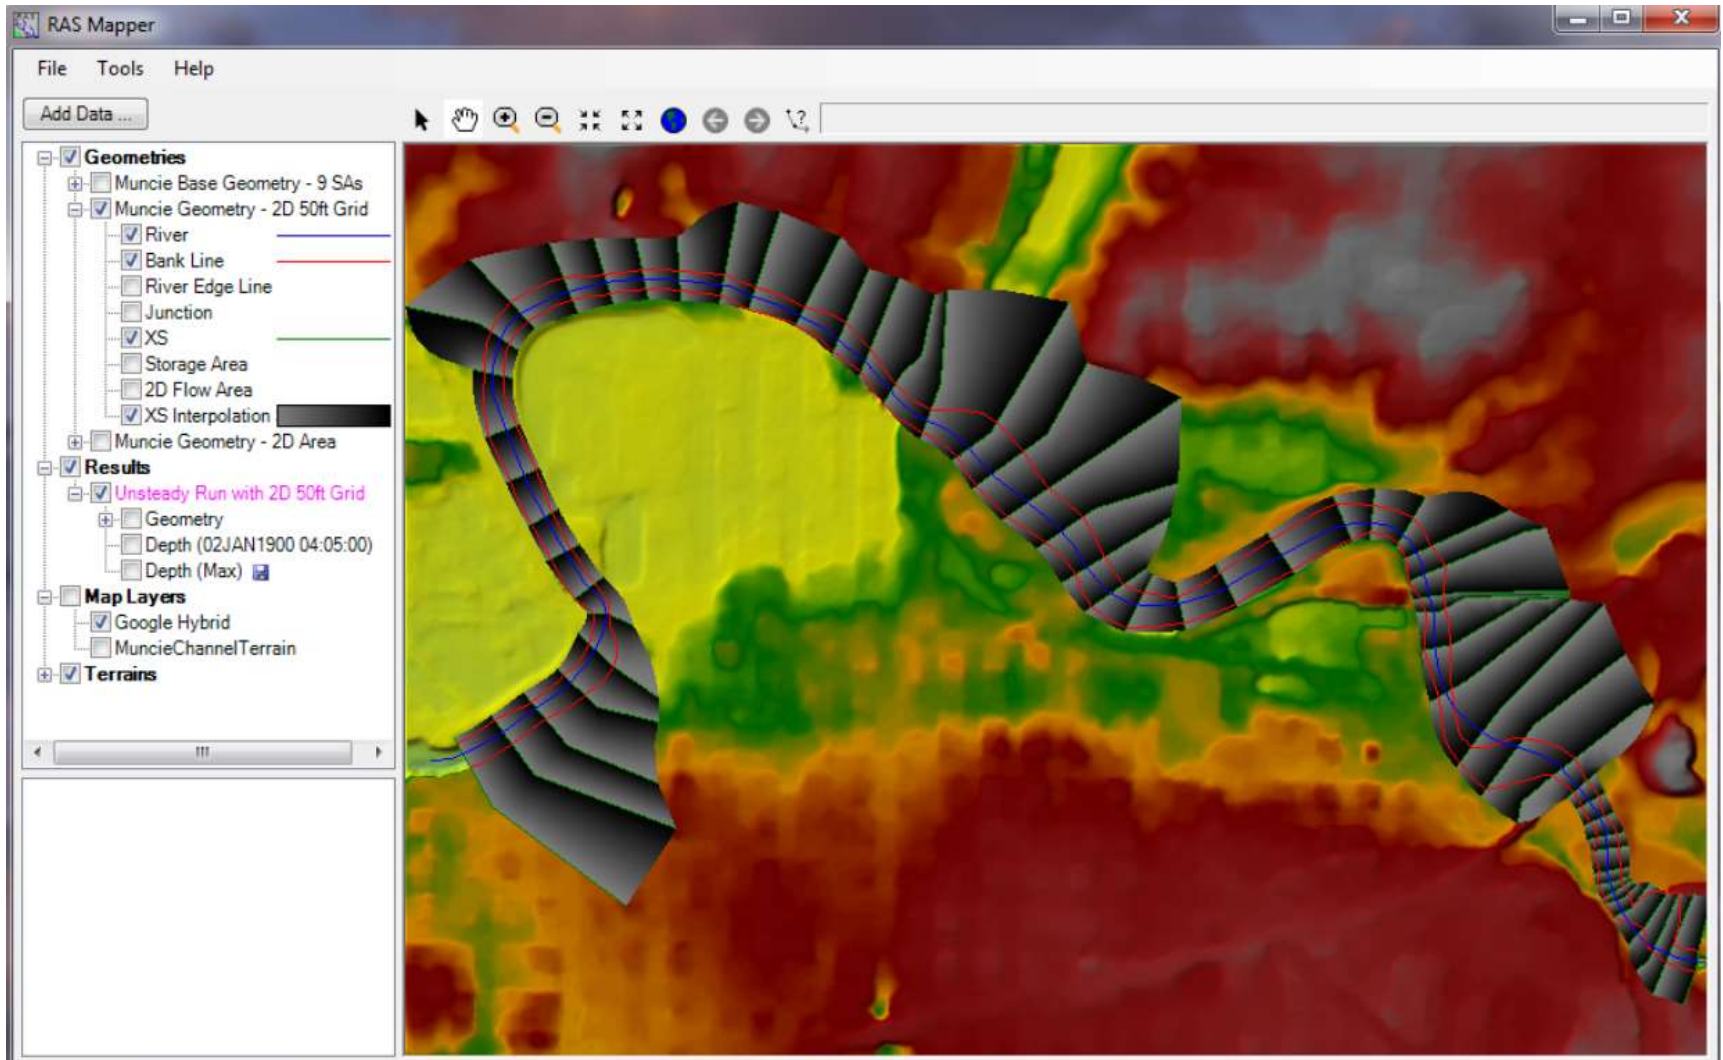 RAS Mapper
File Tools Help
Add Data ...
Geometries
Muncie Base Geometry - 9 SAs
Muncie Geometry - 2D 50ft Grid
River
Bank Line
River Edge Line
Junction
XS
Storage Area
2D Flow Area
XS Interpolation
Muncie Geometry - 2D Area
Results
Unsteady Run with 2D 50ft Grid
Geometry
Depth (02JAN1900 04:05:00)
Depth (Max)
Map Layers
Google Hybrid
MuncieChannelTerrain
Terrains